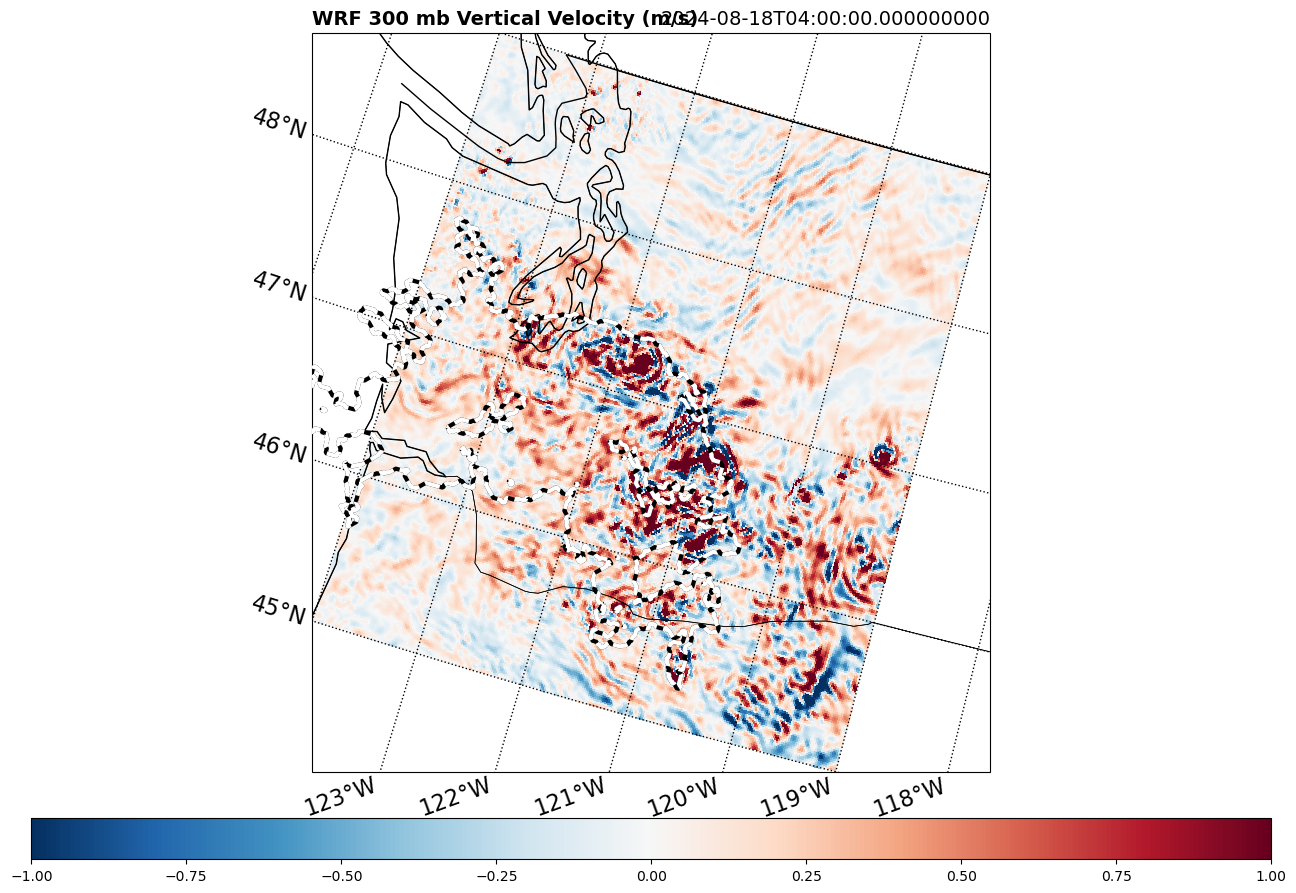 WRF 300 mb Vertical Velocity (m/s)
2024-08-18T04:00:00.000000000
48°N
47°N
46°N
45°N
123°W 122°W 121°W 120°W 119°W 118°W
−1.00 −0.75 −0.50 −0.25 0.00 0.25 0.50 0.75 1.00